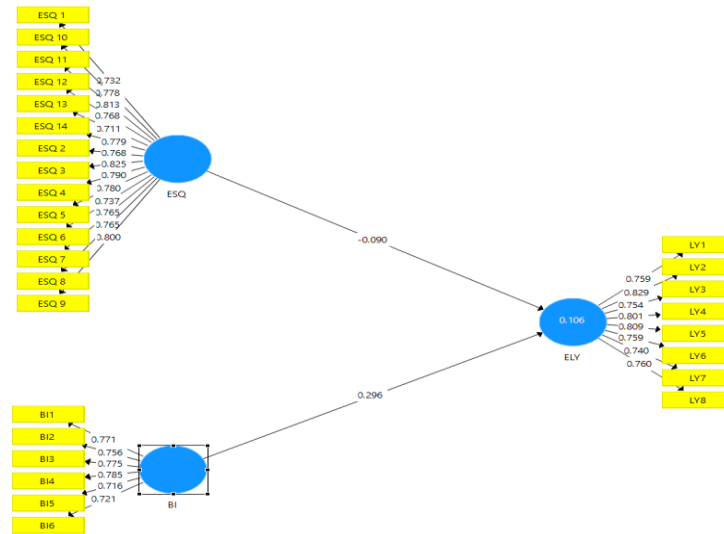 ESQ 1
ESQ 10
ESQ 11
ESQ 12
ESQ 13
ESQ 14
ESQ 2
ESQ 3
ESQ 4
ESQ 5
ESQ 6
ESQ 7
ESQ 8
ESQ 9
0.732
0.778
0.813
0.768
0.711
0.779
0.768
0.825
0.790
0.780
0.737
0.765
0.765
0.800
ESQ
-0.090
0.106
ELY
0.759
0.829
0.754
0.801
0.809
0.759
0.740
0.760
LY1
LY2
LY3
LY4
LY5
LY6
LY7
LY8
0.296
BI1
BI2
BI3
BI4
BI5
BI6
0.771
0.756
0.775
0.785
0.716
0.721
BI